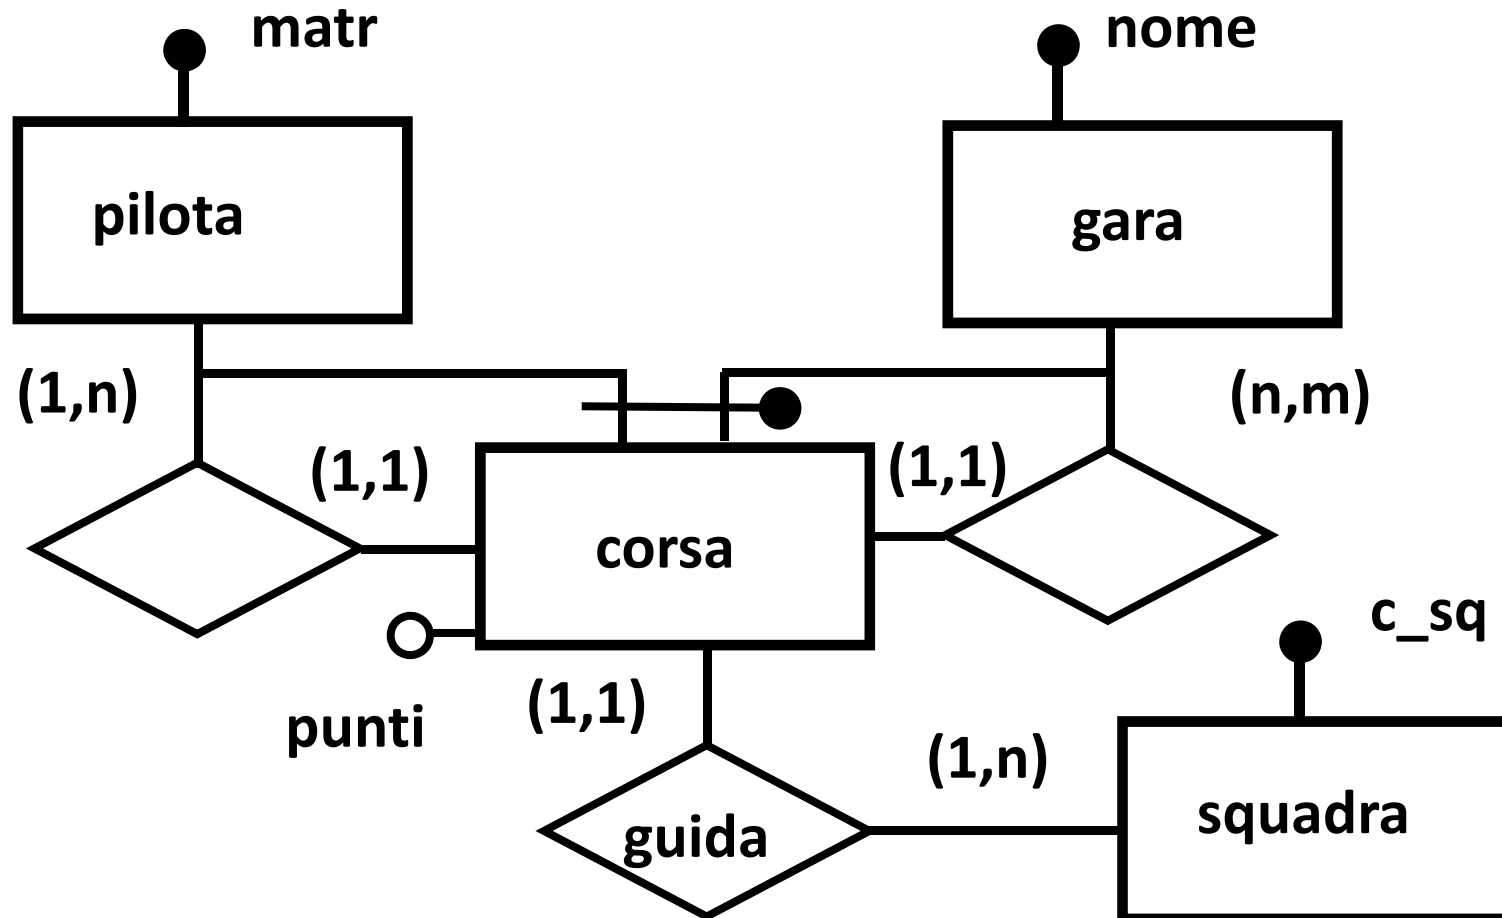 matr
nome
pilota
gara
(1,n)
(n,m)
(1,1)
(1,1)
corsa
c_sq
punti
(1,1)
(1,n)
squadra
guida